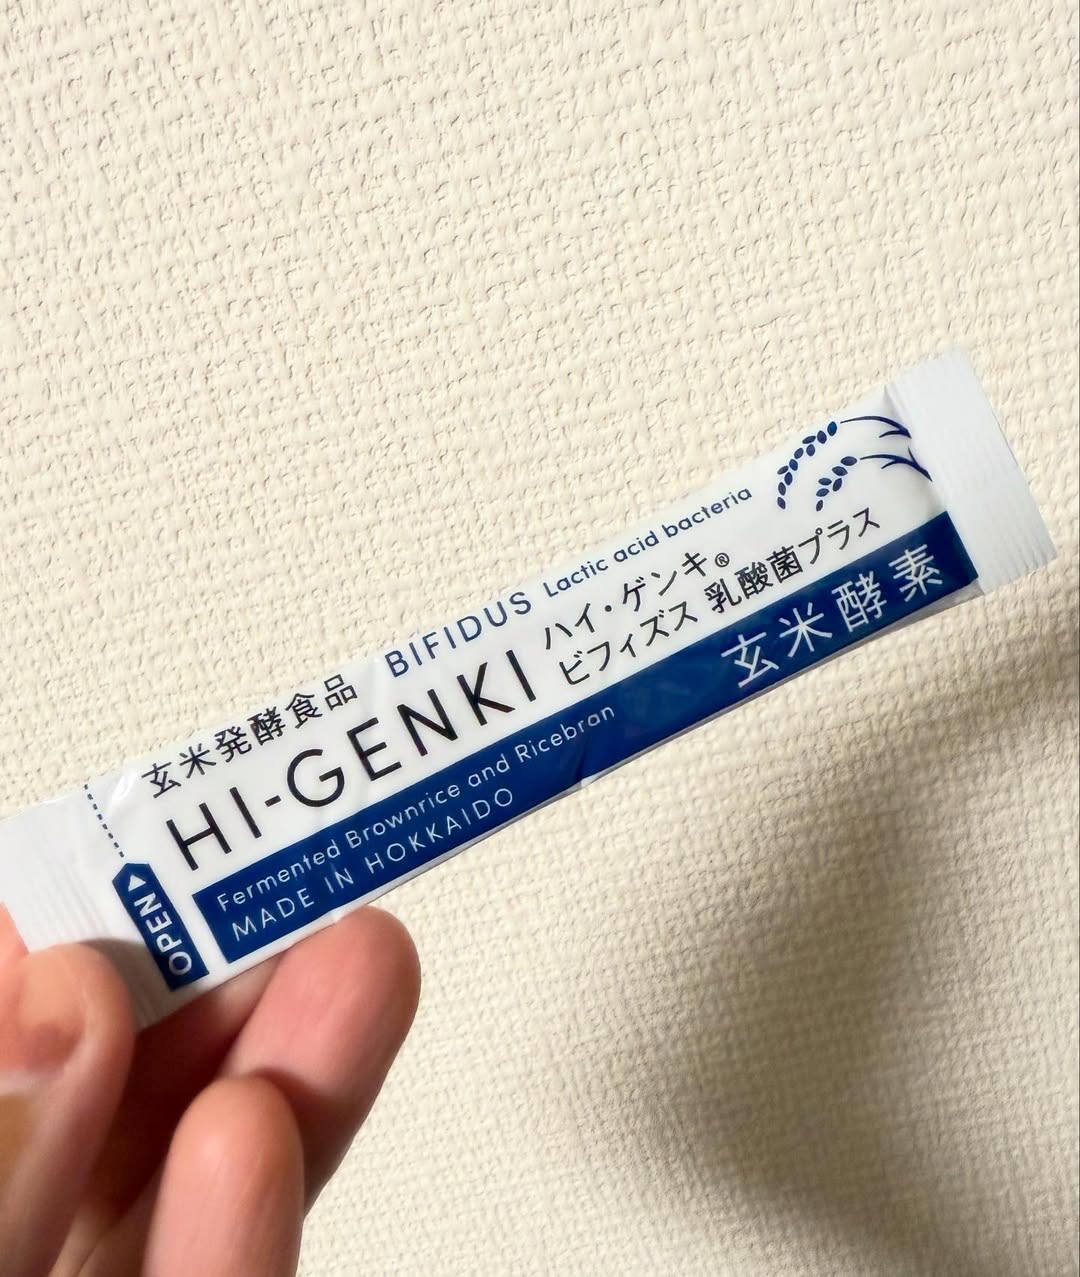 玄米発酵食品 BIFIDUS Lactic acid bacteria
HI-GENKI ハイ・ゲンキ®
ビフィズス 乳酸菌プラス
玄米酵素
Fermented Brownrice and Ricebran
MADE IN HOKKAIDO
OPEN